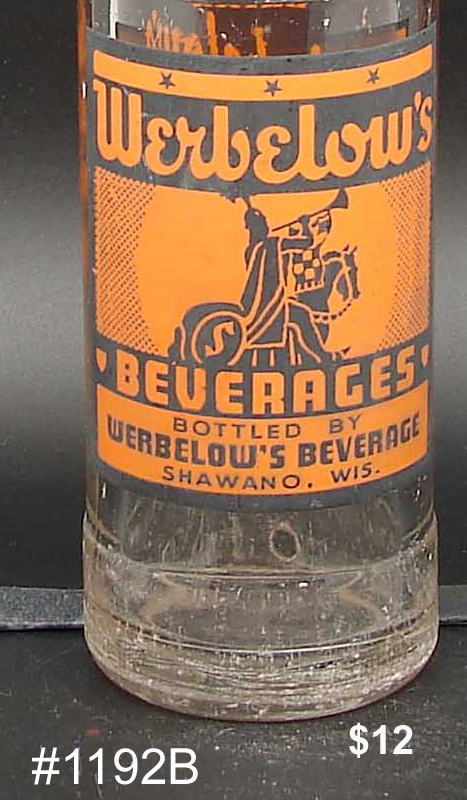 Werbelow's
BEVERAGES
BOTTLED BY
WERBELOW'S BEVERAGE
SHAWANO, WIS.
$12
#1192B